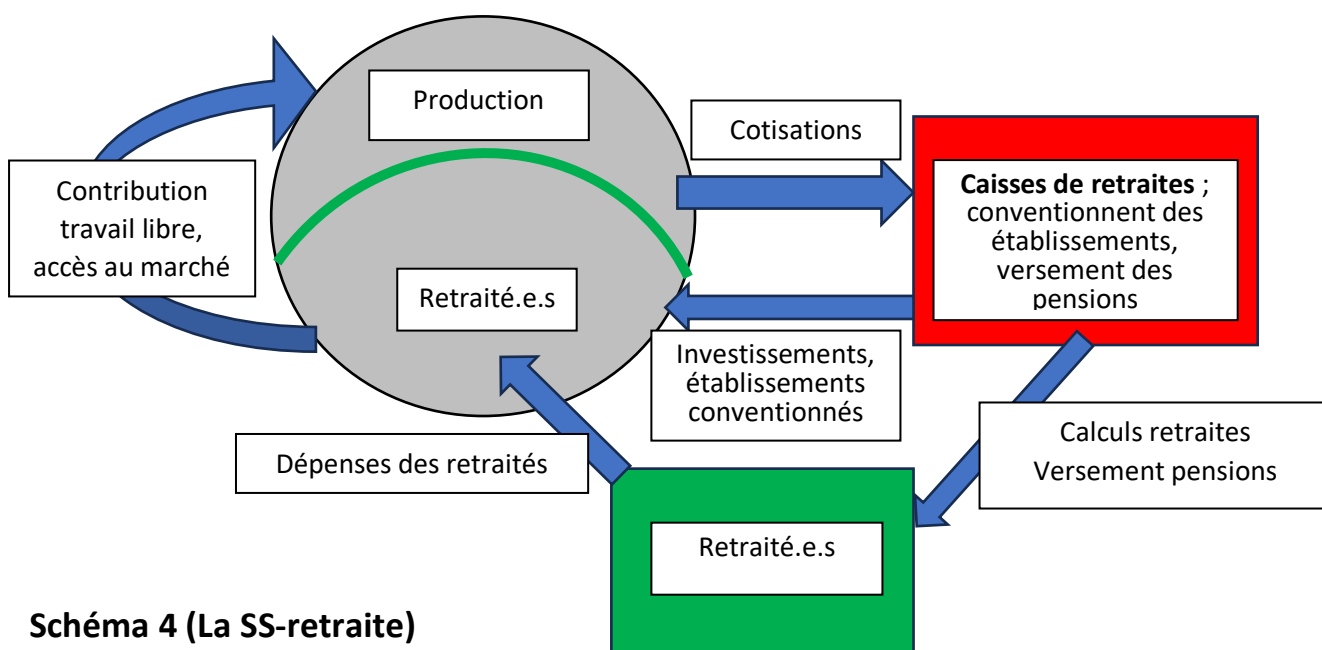 Production
Cotisations
Contribution
travail libre,
accès au marché
Caisses de retraites ;
conventionnent des
établissements,
versement des
pensions
Retraité.e.s
Investissements,
établissements
conventionnés
Dépenses des retraités
Calculs retraites
Versement pensions
Retraité.e.s
Schéma 4 (La SS-retraite)